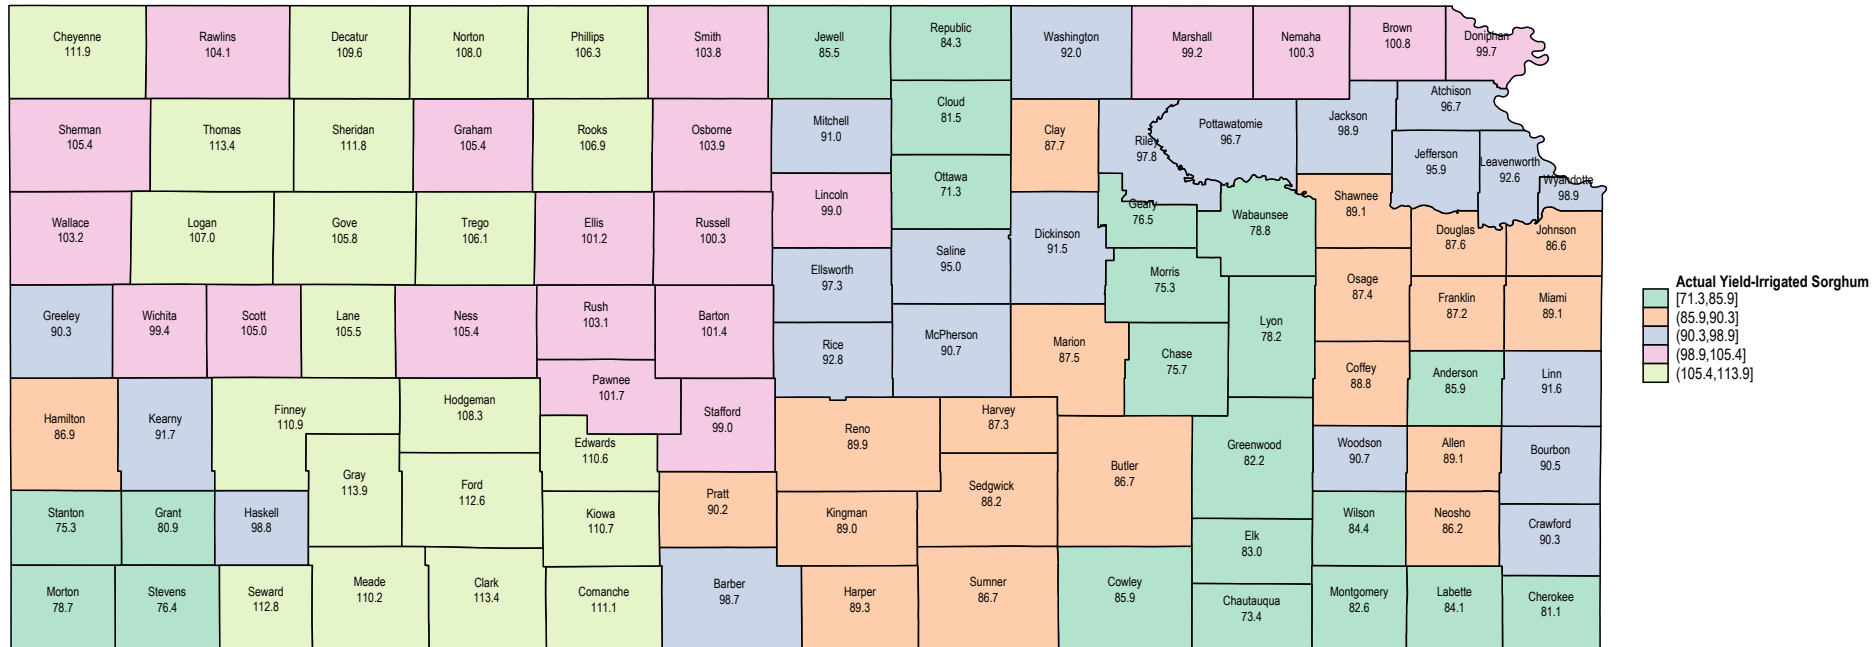 Cheyenne
111.9
Rawlins
104.1
Decatur
109.6
Norton
108.0
Phillips
106.3
Smith
103.8
Jewell
85.5
Republic
84.3
Washington
92.0
Marshall
99.2
Nemaha
100.3
Brown
100.8
Doniphan
99.7
Sherman
105.4
Thomas
113.4
Sheridan
111.8
Graham
105.4
Rooks
106.9
Osborne
103.9
Mitchell
91.0
Cloud
81.5
Clay
87.7
Riley
97.8
Pottawatomie
96.7
Jackson
98.9
Atchison
96.7
Jefferson
95.9
Leavenworth
92.6
Wyandotte
98.9
Wallace
103.2
Logan
107.0
Gove
105.8
Trego
106.1
Ellis
101.2
Russell
100.3
Lincoln
99.0
Ottawa
71.3
Saline
95.0
Dickinson
91.5
Geary
76.5
Wabaunsee
78.8
Shawnee
89.1
Douglas
87.6
Johnson
86.6
Greeley
90.3
Wichita
99.4
Scott
105.0
Lane
105.5
Ness
105.4
Rush
103.1
Barton
101.4
Ellsworth
97.3
Rice
92.8
McPherson
90.7
Marion
87.5
Morris
75.3
Chase
75.7
Lyon
78.2
Osage
87.4
Franklin
87.2
Miami
89.1
Coffey
88.8
Anderson
85.9
Linn
91.6
Hamilton
86.9
Kearny
91.7
Finney
110.9
Hodgeman
108.3
Pawnee
101.7
Stafford
99.0
Edwards
110.6
Gray
113.9
Ford
112.6
Reno
89.9
Harvey
87.3
Sedgwick
88.2
Butler
86.7
Greenwood
82.2
Woodson
90.7
Allen
89.1
Bourbon
90.5
Stanton
75.3
Grant
80.9
Haskell
98.8
Kiowa
110.7
Pratt
90.2
Kingman
89.0
Elk
83.0
Wilson
84.4
Neosho
86.2
Crawford
90.3
Morton
78.7
Stevens
76.4
Seward
112.8
Meade
110.2
Clark
113.4
Comanche
111.1
Barber
98.7
Harper
89.3
Sumner
86.7
Cowley
85.9
Chautauqua
73.4
Montgomery
82.6
Labette
84.1
Cherokee
81.1
Actual Yield-Irrigated Sorghum
[71.3,85.9]
(85.9,90.3]
(90.3,98.9]
(98.9,105.4]
(105.4,113.9]